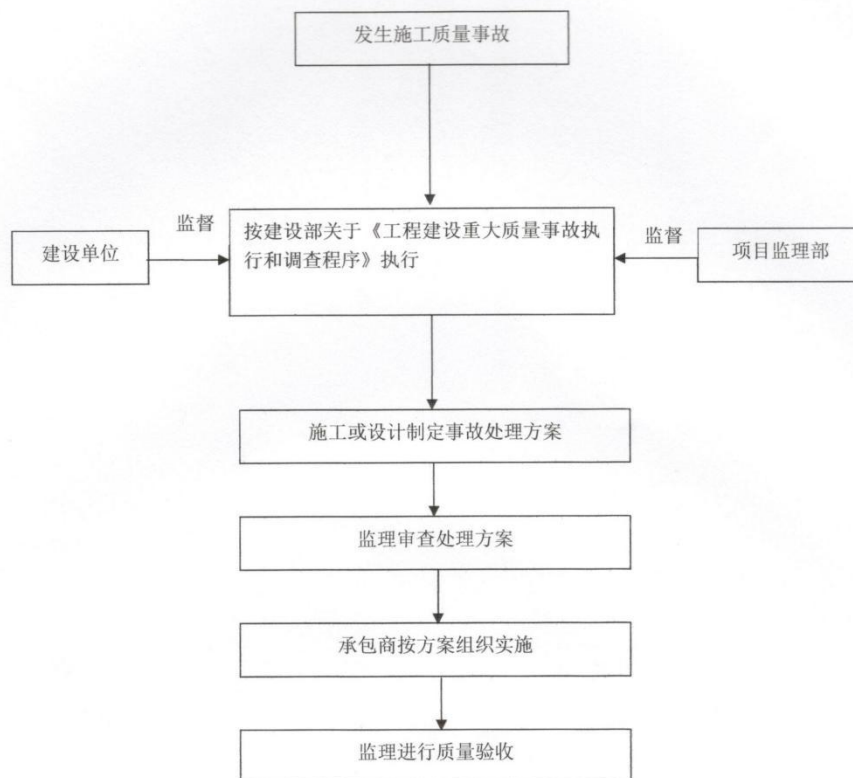 发生施工质量事故
监督
按建设部关于《工程建设重大质量事故执
行和调查程序》执行
监督
建设单位
项目监理部
施工或设计制定事故处理方案
监理审查处理方案
承包商按方案组织实施
监理进行质量验收